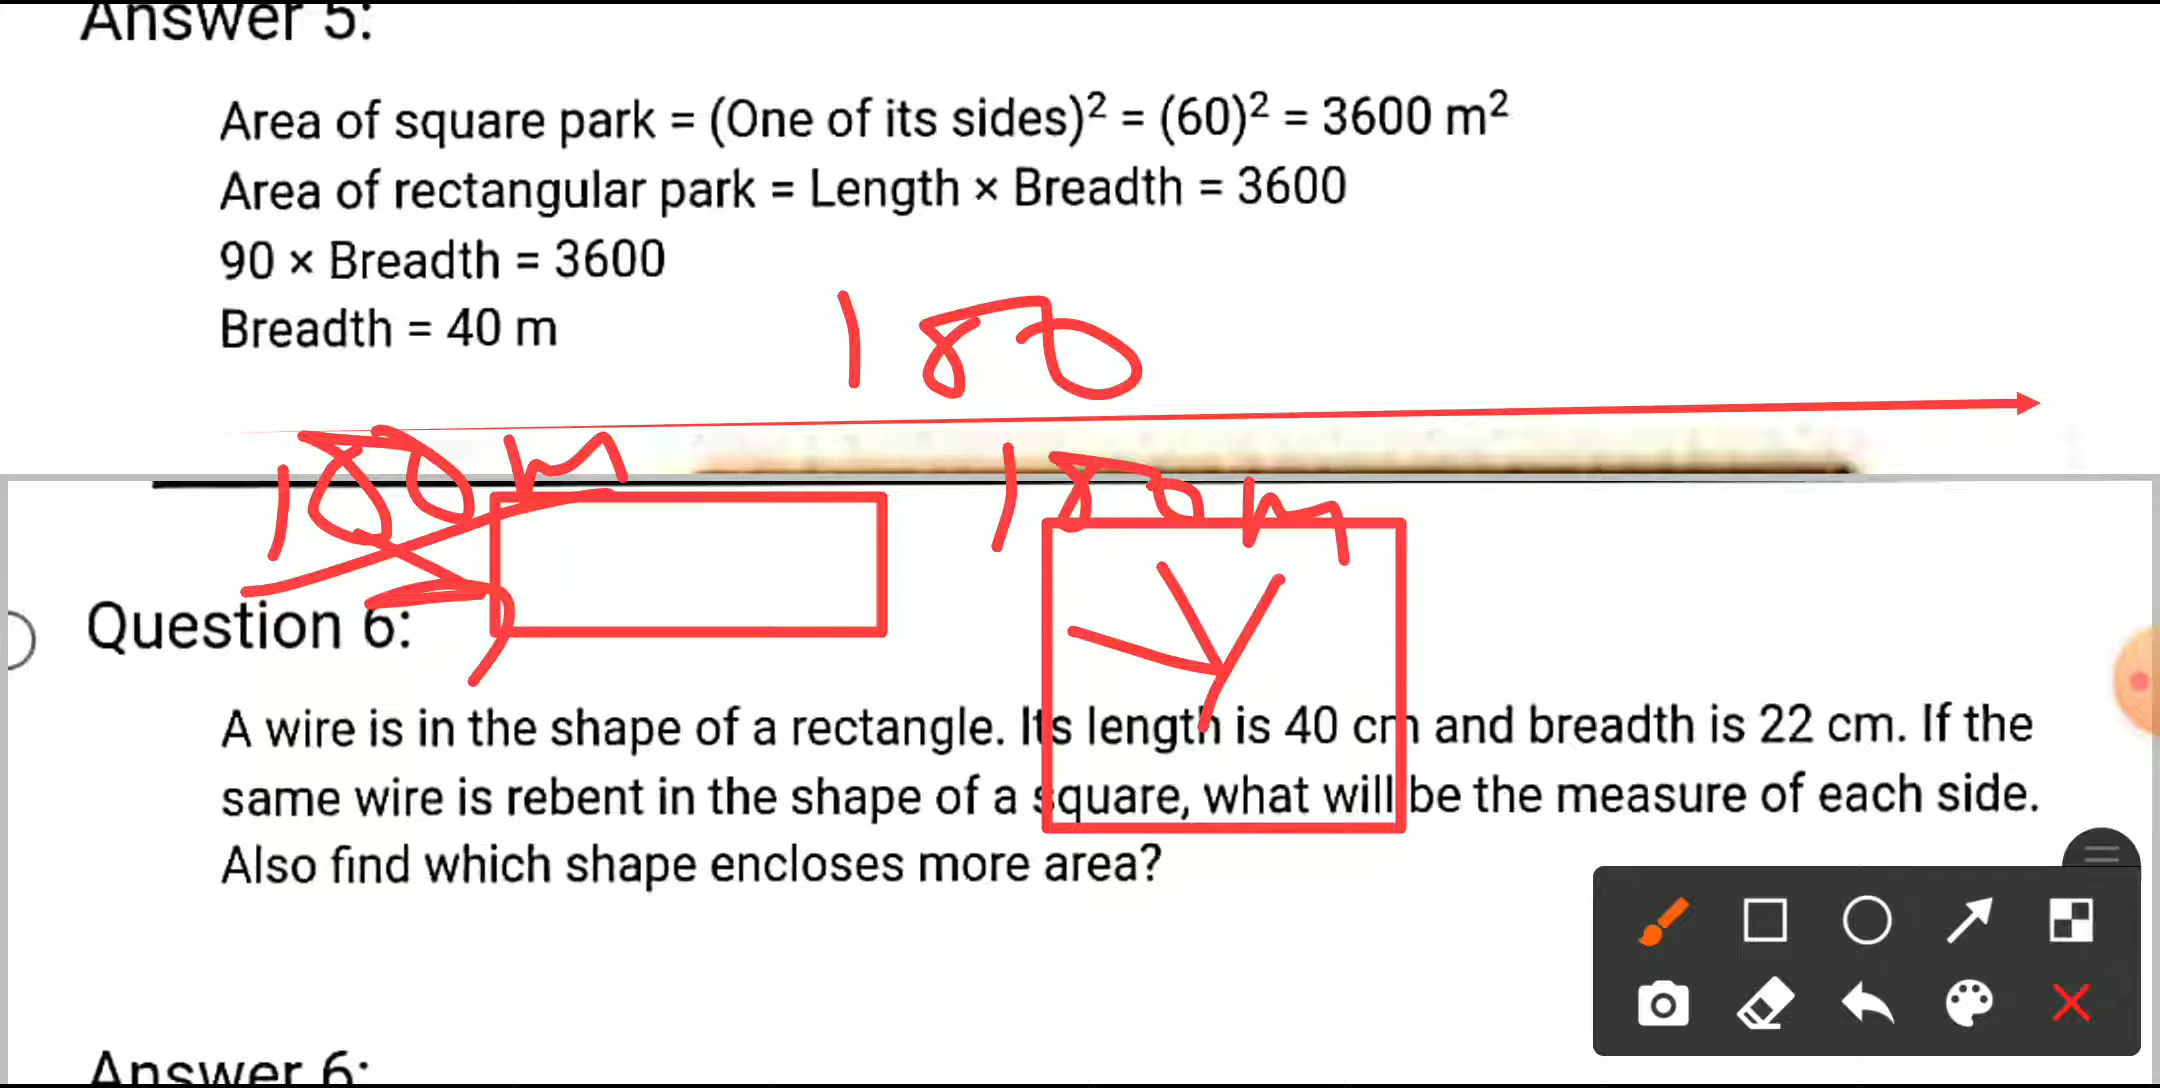 Answer 5:
Area of square park = (One of its sides)² = (60)² = 3600 m²
Area of rectangular park = Length × Breadth = 3600
90 × Breadth = 3600
Breadth = 40 m
180
180 m
180 m
Question 6:
A wire is in the shape of a rectangle. Its length is 40 cm and breadth is 22 cm. If the
same wire is rebent in the shape of a square, what will be the measure of each side.
Also find which shape encloses more area?
Answer 6: